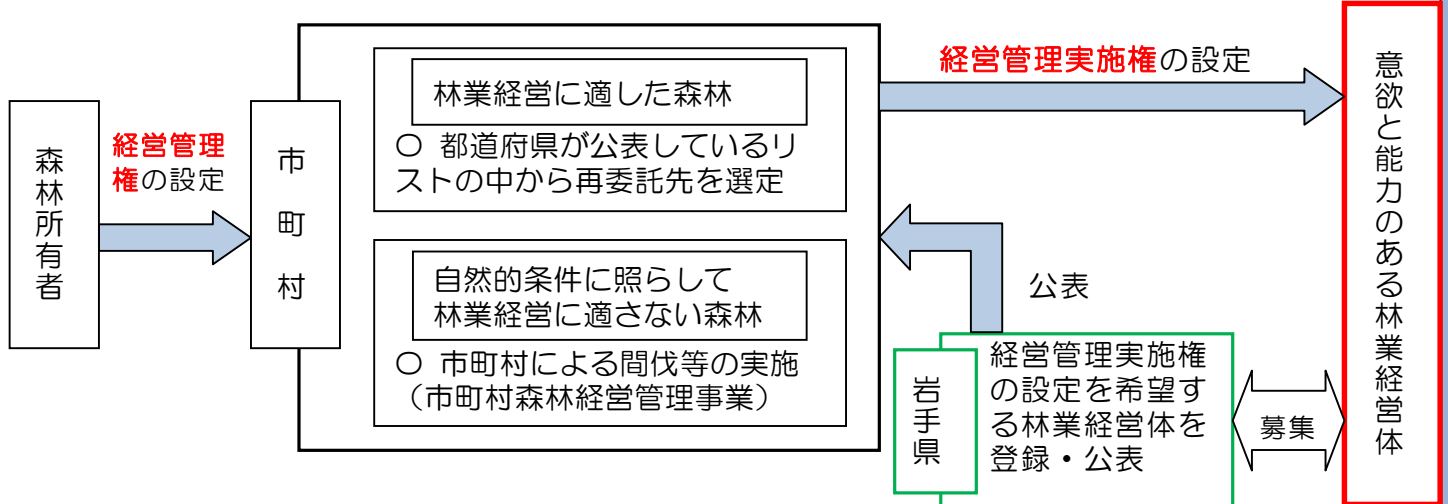 森林所有者
経営管理
権の設定
市町村
林業経営に適した森林
〇 都道府県が公表しているリ
ストの中から再委託先を選定
自然的条件に照らして
林業経営に適さない森林
〇 市町村による間伐等の実施
（市町村森林経営管理事業）
経営管理実施権の設定
公表
岩手県
経営管理実施権
の設定を希望す
る林業経営体を
登録・公表
募集
意欲と能力のある林業経営体